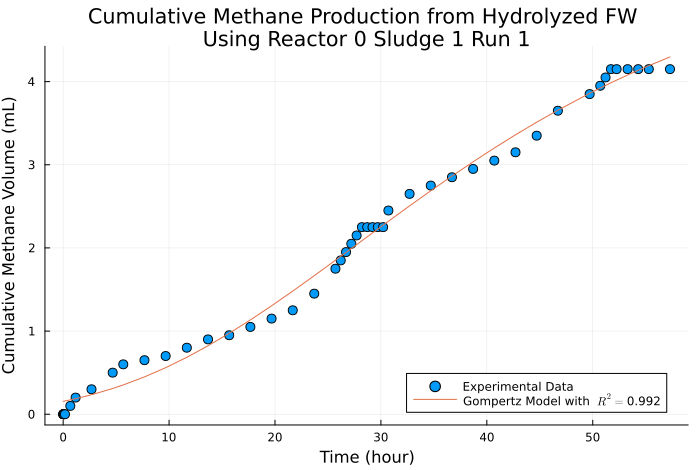 Cumulative Methane Production from Hydrolyzed FW
Using Reactor 0 Sludge 1 Run 1
Cumulative Methane Volume (mL)
4
3
2
1
0
0 10 20 30 40 50
Time (hour)
Experimental Data
Gompertz Model with R² = 0.992